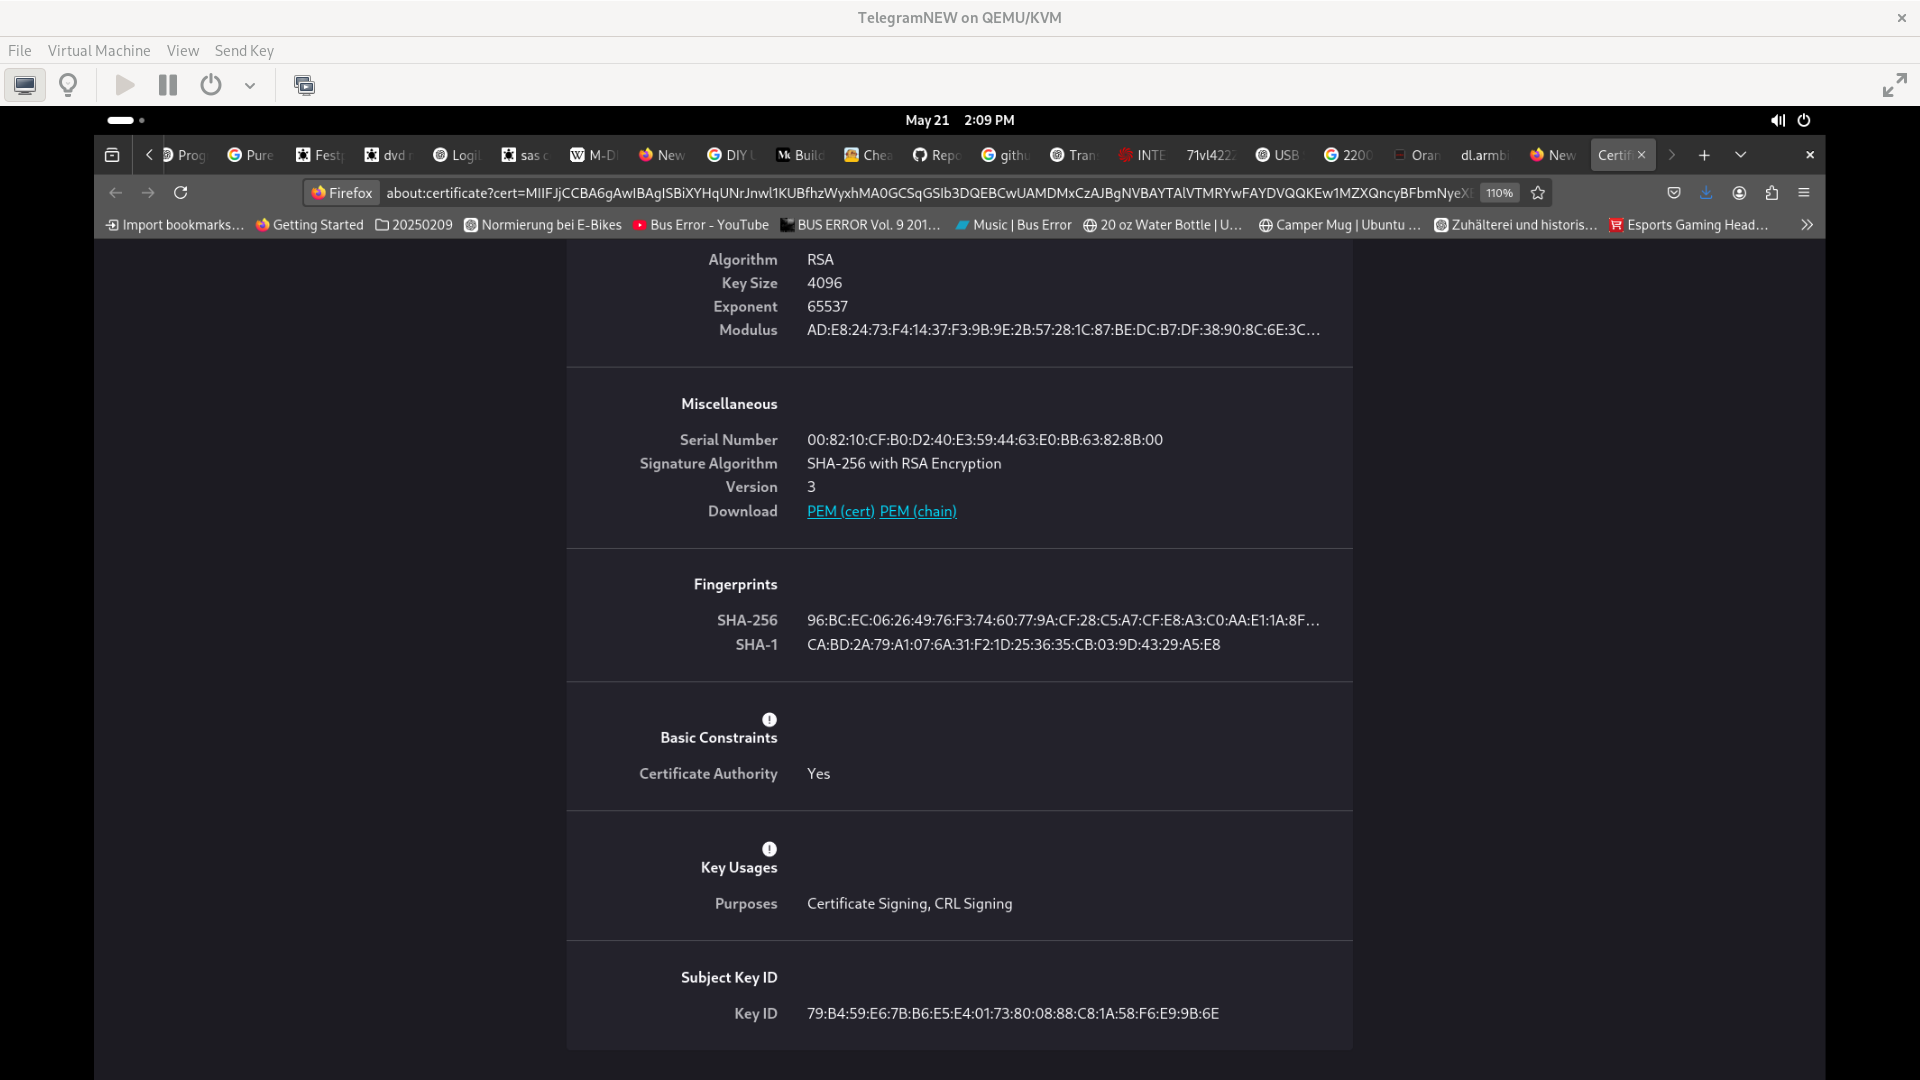 TelegramNEW on QEMU/KVM
File Virtual Machine View Send Key
May 21 2:09 PM
Prog Pure Festp dvd r Logil sas c M-DI New DIY U Build Chea Repo githu Tran INTE 71vl4222 USB 2200 Oran dl.armbi New Certifi
Firefox about:certificate?cert=MIIFJjCCBA6gAwIBAgISBiXYHqUNrJnwl1KUBfhzWyxhMA0GCSqGSIb3DQEBCwUAMDMxCzAJBgNVBAYTAlVTMRYwFAYDVQQKEw1MZXQncyBFbmNyeX 110%
Import bookmarks... Getting Started 20250209 Normierung bei E-Bikes Bus Error - YouTube BUS ERROR Vol. 9 201... Music | Bus Error 20 oz Water Bottle | U... Camper Mug | Ubuntu ... Zuhälterei und historis... Esports Gaming Head...
Algorithm RSA
Key Size 4096
Exponent 65537
Modulus AD:E8:24:73:F4:14:37:F3:9B:9E:2B:57:28:1C:87:BE:DC:B7:DF:38:90:8C:6E:3C...
Miscellaneous
Serial Number 00:82:10:CF:B0:D2:40:E3:59:44:63:E0:BB:63:82:8B:00
Signature Algorithm SHA-256 with RSA Encryption
Version 3
Download PEM (cert) PEM (chain)
Fingerprints
SHA-256 96:BC:EC:06:26:49:76:F3:74:60:77:9A:CF:28:C5:A7:CF:E8:A3:C0:AA:E1:1A:8F...
SHA-1 CA:BD:2A:79:A1:07:6A:31:F2:1D:25:36:35:CB:03:9D:43:29:A5:E8
Basic Constraints
Certificate Authority Yes
Key Usages
Purposes Certificate Signing, CRL Signing
Subject Key ID
Key ID 79:B4:59:E6:7B:B6:E5:E4:01:73:80:08:88:C8:1A:58:F6:E9:9B:6E